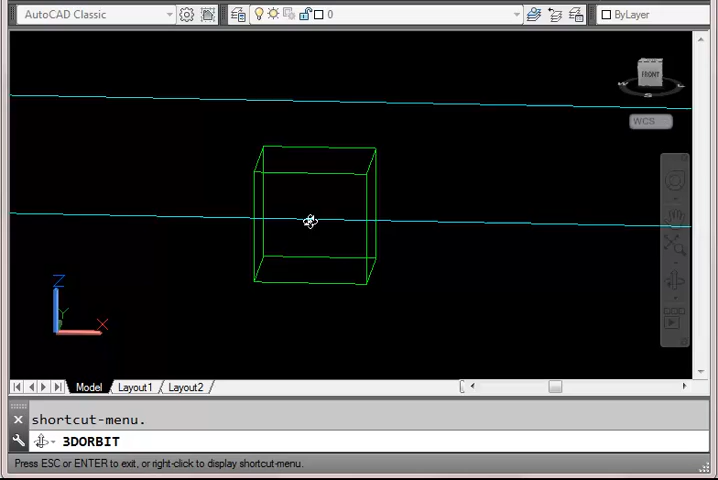 AutoCAD Classic
0
ByLayer
FRONT
W
S
WCS
Z
Y
X
Model
Layout1
Layout2
shortcut-menu.
3DORBIT
Press ESC or ENTER to exit, or right-click to display shortcut-menu.